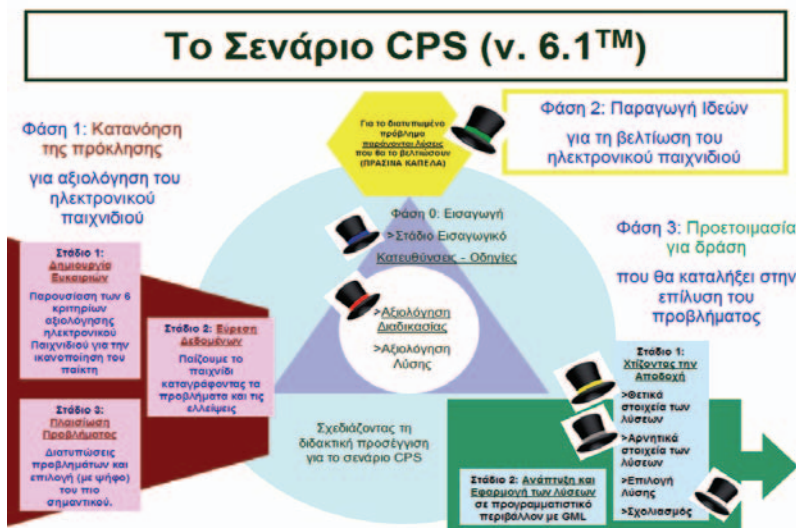 Το Σενάριο CPS (v. 6.1™)
Φάση 1: Κατανόηση
της πρόκλησης
για αξιολόγηση του
ηλεκτρονικού
παιχνιδιού
Στάδιο 1:
Δημιουργία
Ευκαιριών
Παρουσίαση των 6
κριτηρίων
αξιολόγησης
ηλεκτρονικού
Παιχνιδιού για την
ικανοποίηση του
παίκτη
Στάδιο 2: Εύρεση
Δεδομένων
Παίζουμε το
παιχνίδι
καταγράφοντας τα
προβλήματα και τις
ελλείψεις
Στάδιο 3:
Πλαισίωση
Προβλήματος
Διατυπώσεις
προβλημάτων και
επιλογή (με ψήφο)
του πιο
σημαντικού.
Για το διατυπωμένο
πρόβλημα
παράγονται λύσεις
που θα το βελτιώσουν
(ΠΡΑΣΙΝΑ ΚΑΠΕΛΑ)
Φάση 2: Παραγωγή Ιδεών
για τη βελτίωση του
ηλεκτρονικού παιχνιδιού
Φάση 0: Εισαγωγή
>Στάδιο Εισαγωγικό
Κατευθύνσεις - Οδηγίες
>Αξιολόγηση
Διαδικασίας
>Αξιολόγηση
Λύσης
Σχεδιάζοντας τη
διδακτική προσέγγιση
για το σενάριο CPS
Φάση 3: Προετοιμασία
για δράση
που θα καταλήξει στην
επίλυση του
προβλήματος
Στάδιο 1:
Χτίζοντας την
Αποδοχή
>Θετικά
στοιχεία των
λύσεων
>Αρνητικά
στοιχεία των
λύσεων
>Επιλογή
Λύσης
>Σχολιασμός
Στάδιο 2: Ανάπτυξη και
Εφαρμογή των Λύσεων
σε προγραμματιστικό
περιβάλλον με GML